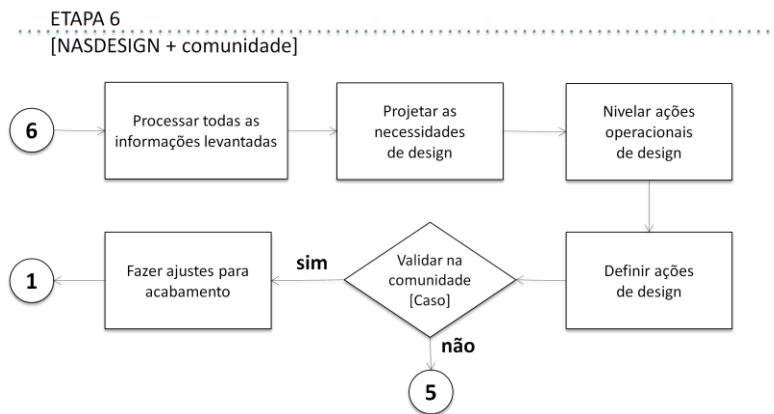 ETAPA 6
[NASDESIGN + comunidade]
6
Processar todas as
informações levantadas
Projetar as
necessidades
de design
Nivelar ações
operacionais
de design
Definir ações
de design
Validar na
comunidade
[Caso]
sim
Fazer ajustes para
acabamento
1
não
5